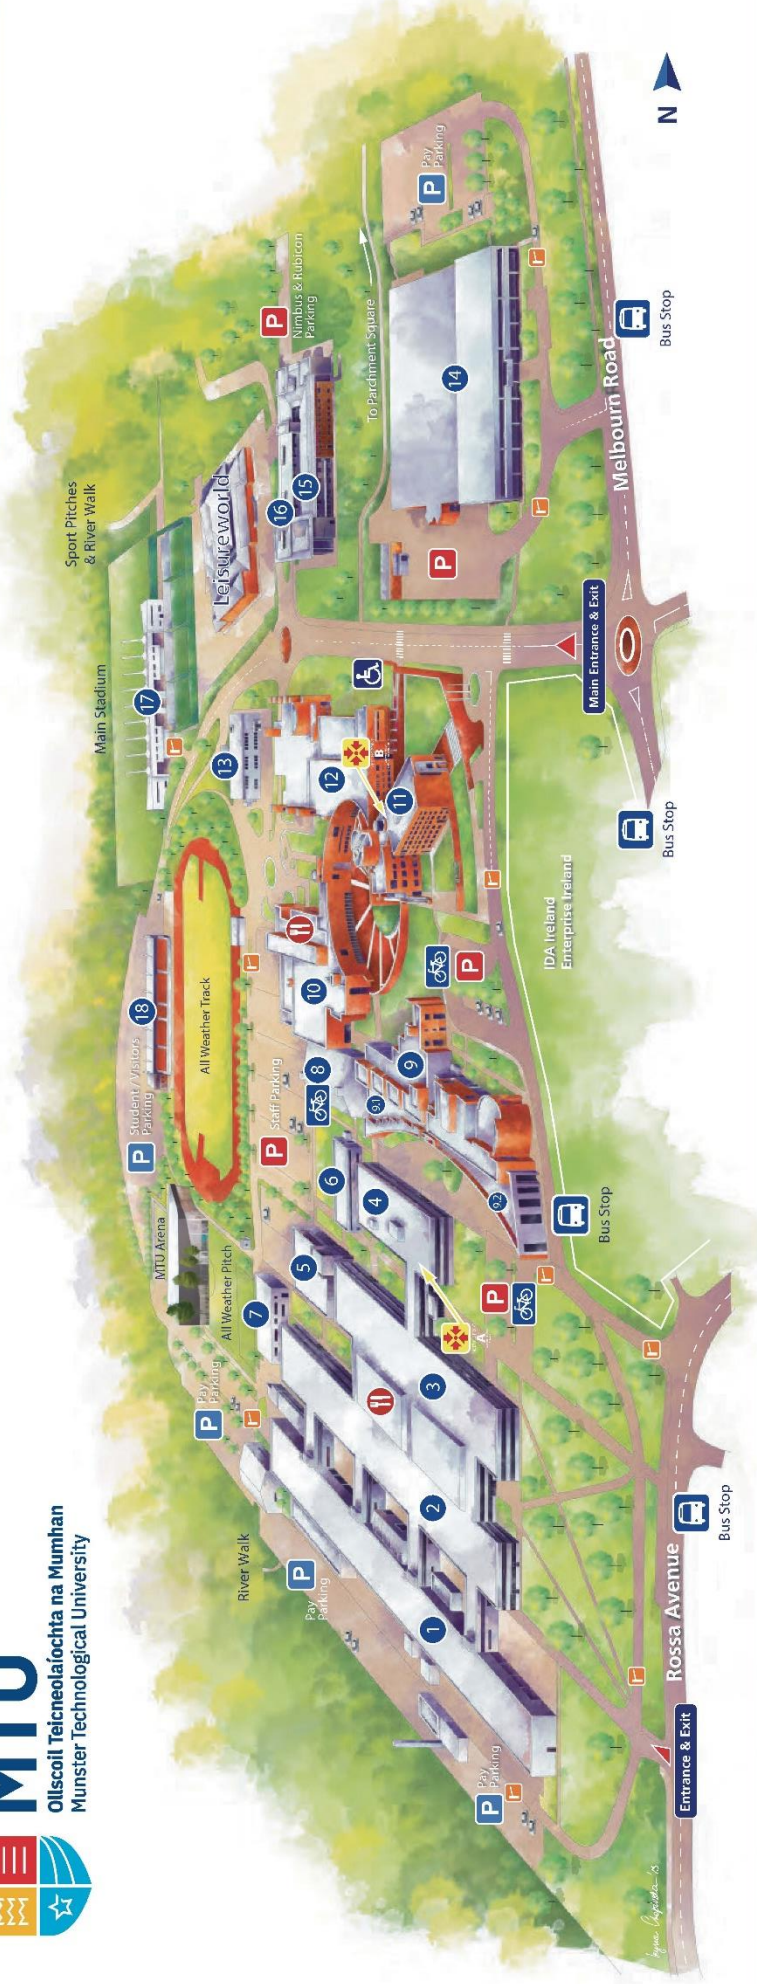 MTU
Ollscoil Teicneolaíochta na Mumhan
Munster Technological University
Sport Pitches
& River Walk
Main Stadium
17
18
Student / Visitors
Parking
P
All Weather Track
MTU Arena
All Weather Pitch
Pay
Parking
P
River Walk
Pay
Parking
P
Leisureworld
13
7
Staff Parking
P
Nimbus & Rubicon
Parking
P
16
15
To Parchment Square
5
6
8
10
12
B
11
4
9.1
9
9.2
3
2
1
A
P
P
P
14
Pay
Parking
P
Pay
Parking
P
IDA Ireland
Enterprise Ireland
Main Entrance & Exit
Melbourn Road
Bus Stop
Bus Stop
Bus Stop
Bus Stop
Rossa Avenue
Entrance & Exit
N